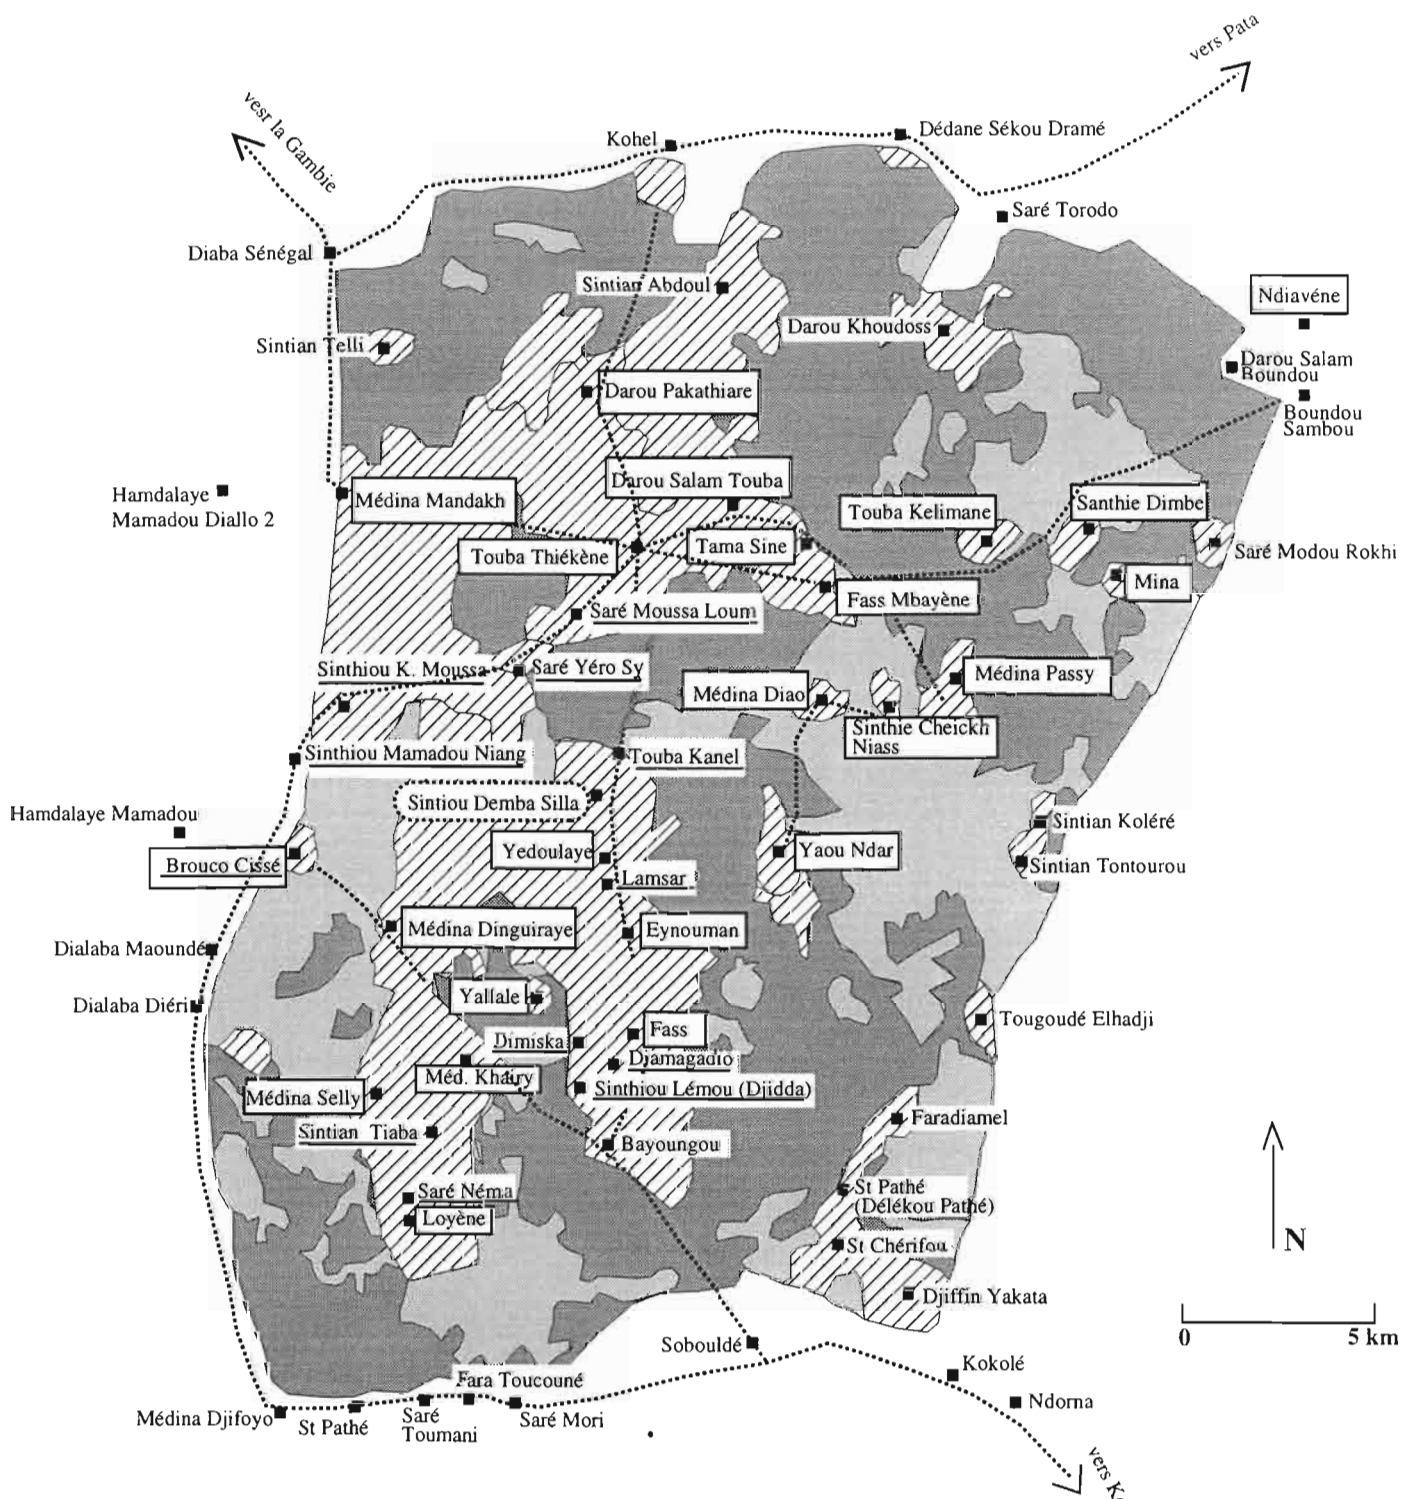 vers Pata
vesr la Gambie
Kohel
Dédane Sékou Dramé
Saré Torodo
Diaba Sénégal
Sintian Abdoul
Ndiavéne
Darou Khoudoss
Sintian Telli
Darou Salam
Boundou
Darou Pakathiare
Boundou
Sambou
Darou Salam Touba
Hamdalaye
Mamadou Diallo 2
Médina Mandakh
Touba Kelimane
Santhie Dimbe
Touba Thiékène
Tama Sine
Saré Modou Rokhi
Mina
Fass Mbayène
Saré Moussa Loum
Sinthiou K. Moussa
Saré Yéro Sy
Médina Passy
Médina Diao
Sinthie Cheickh
Niass
Sinthiou Mamadou Niang
Touba Kanel
Sintiou Demba Silla
Hamdalaye Mamadou
Sintian Koléré
Yedoulaye
Yaou Ndar
Brouco Cissé
Sintian Tontourou
Lamsar
Médina Dinguiraye
Eynouman
Dialaba Maoundé
Yallale
Dialaba Diéri
Tougoudé Elhadji
Fass
Dimiska
Djamagadio
Méd. Khaïry
Sinthiou Lémou (Djidda)
Médina Selly
Faradiamel
Sintian Tiaba
Bayoungou
Saré Néma
St Pathé
(Délékou Pathé)
Loyène
St Chérifou
N
Djiffin Yakata
0 5 km
Sobouldé
Kokolé
Fara Toucouné
Ndorna
Médina Djifoyo
St Pathé
Saré
Toumani
Saré Mori
vers